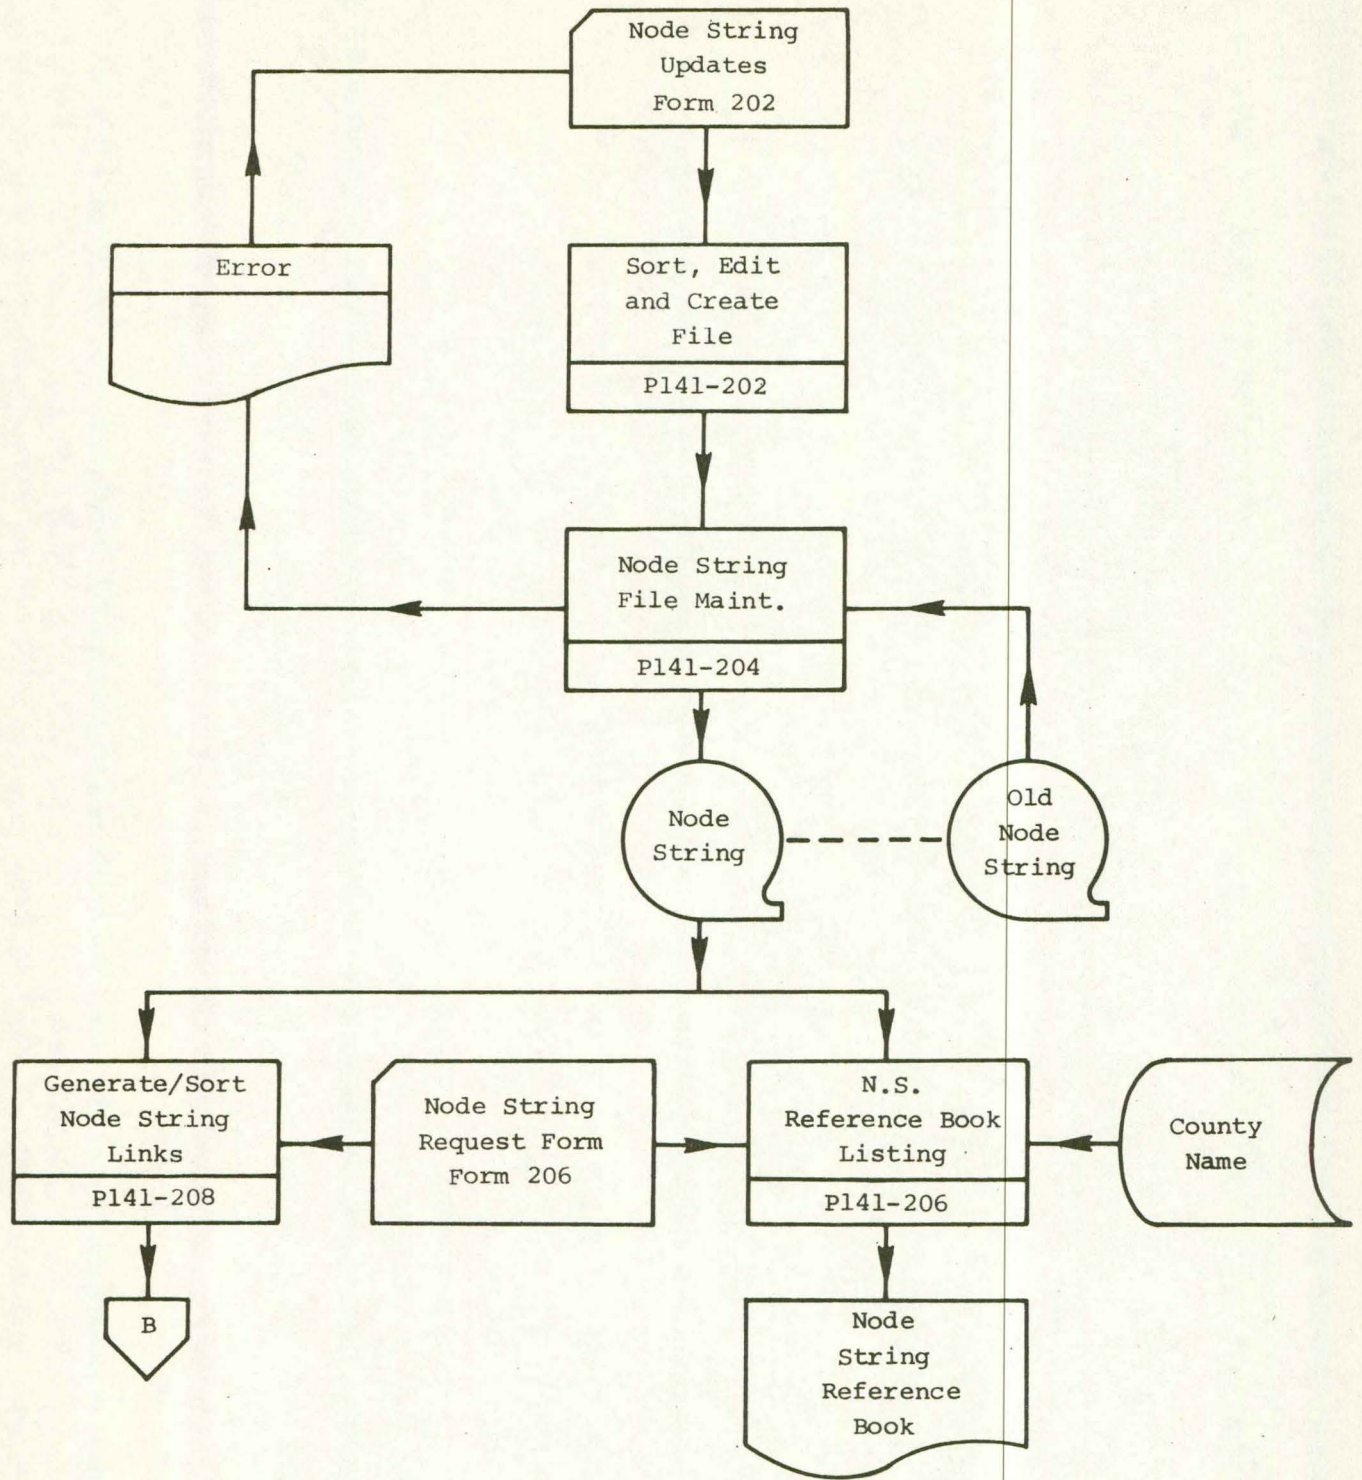 Node String
Updates
Form 202
Error
Sort, Edit
and Create
File
P141-202
Node String
File Maint.
P141-204
Node
String
Old
Node
String
Generate/Sort
Node String
Links
P141-208
Node String
Request Form
Form 206
N.S.
Reference Book
Listing
P141-206
County
Name
B
Node
String
Reference
Book